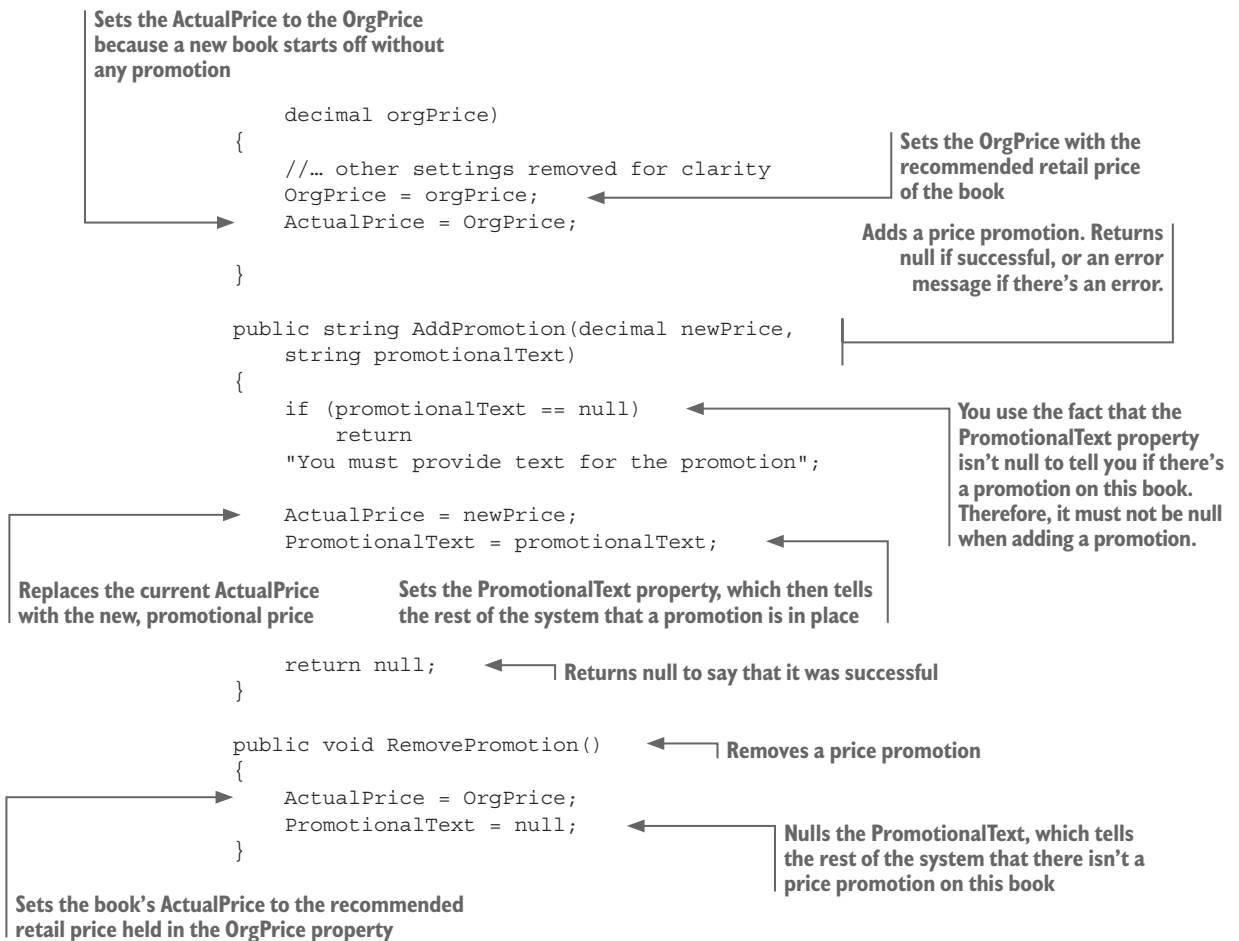 Sets the ActualPrice to the OrgPrice
because a new book starts off without
any promotion
decimal orgPrice)
{
//… other settings removed for clarity
OrgPrice = orgPrice;
ActualPrice = OrgPrice;
Sets the OrgPrice with the
recommended retail price
of the book
}
Adds a price promotion. Returns
null if successful, or an error
message if there's an error.
public string AddPromotion(decimal newPrice,
string promotionalText)
{
if (promotionalText == null)
return
"You must provide text for the promotion";
You use the fact that the
PromotionalText property
isn't null to tell you if there's
a promotion on this book.
Therefore, it must not be null
when adding a promotion.
ActualPrice = newPrice;
PromotionalText = promotionalText;
Replaces the current ActualPrice
with the new, promotional price
Sets the PromotionalText property, which then tells
the rest of the system that a promotion is in place
return null;
Returns null to say that it was successful
}
public void RemovePromotion()
Removes a price promotion
{
ActualPrice = OrgPrice;
PromotionalText = null;
}
Nulls the PromotionalText, which tells
the rest of the system that there isn't a
price promotion on this book
Sets the book's ActualPrice to the recommended
retail price held in the OrgPrice property